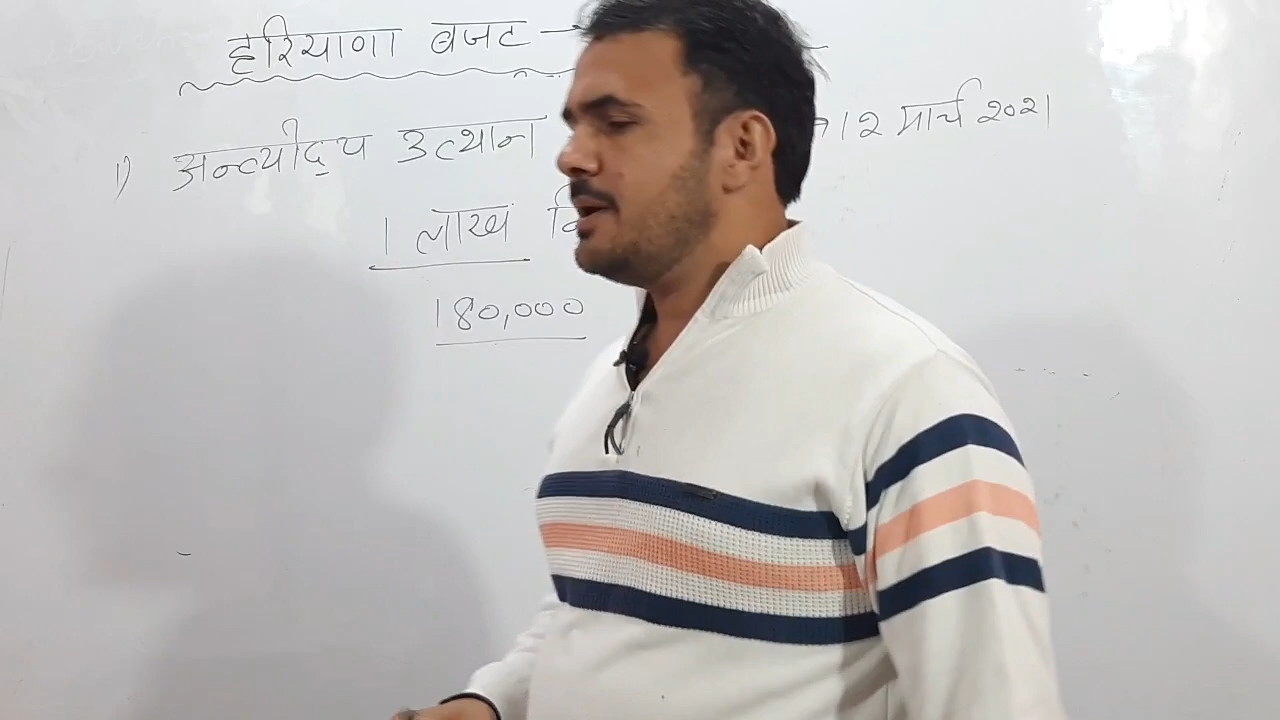 हरियाणा बजट →
1) अन्त्योदय उत्थान 12 मार्च 2021
1 लाख
180,000